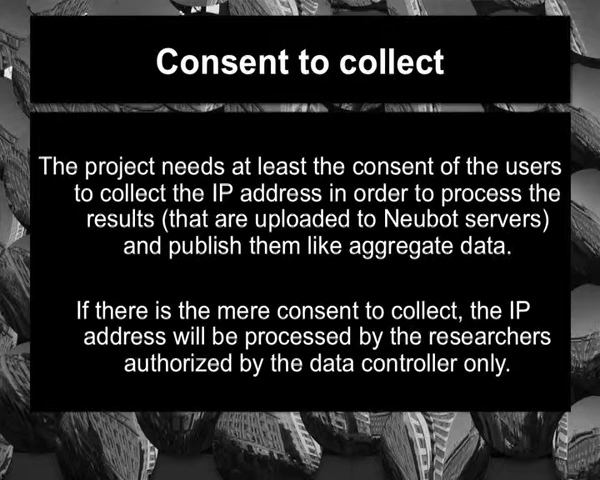 Consent to collect
The project needs at least the consent of the users
to collect the IP address in order to process the
results (that are uploaded to Neubot servers)
and publish them like aggregate data.
If there is the mere consent to collect, the IP
address will be processed by the researchers
authorized by the data controller only.